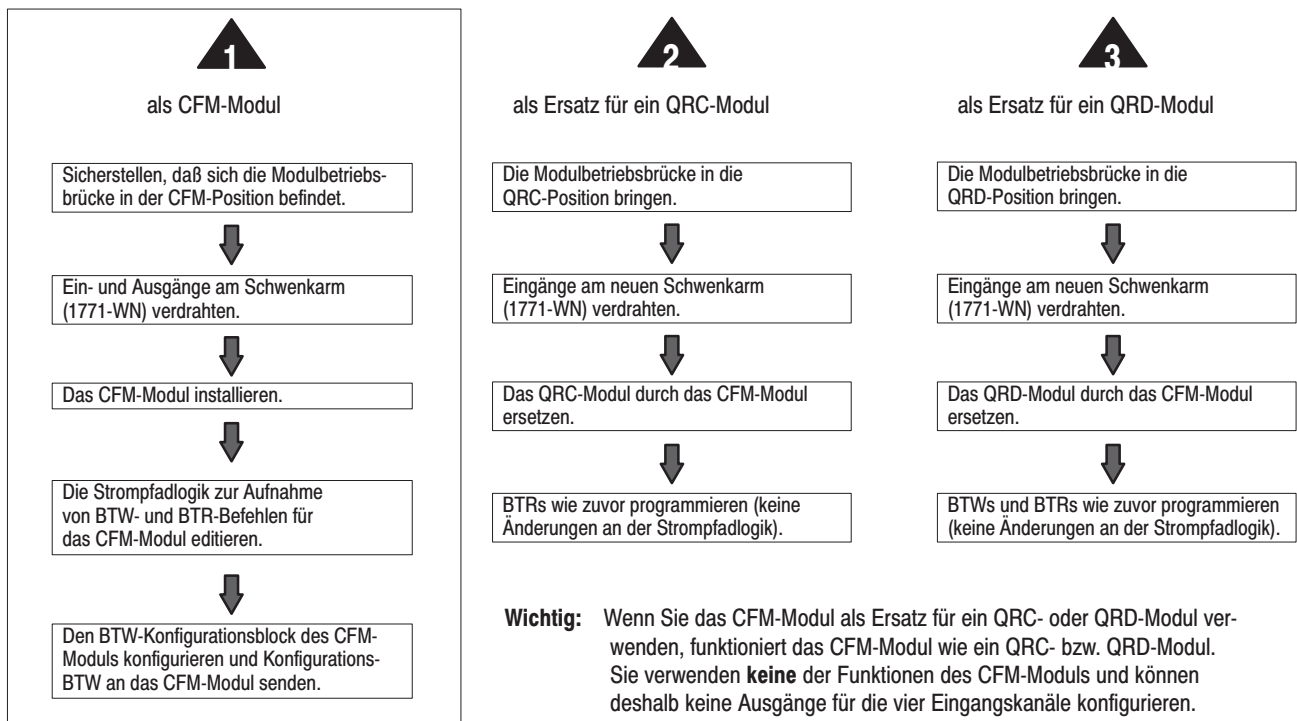 1
als CFM-Modul
Sicherstellen, daß sich die Modulbetriebs-
brücke in der CFM-Position befindet.
Ein- und Ausgänge am Schwenkarm
(1771-WN) verdrahten.
Das CFM-Modul installieren.
Die Strompfadlogik zur Aufnahme
von BTW- und BTR-Befehlen für
das CFM-Modul editieren.
Den BTW-Konfigurationsblock des CFM-
Moduls konfigurieren und Konfigurations-
BTW an das CFM-Modul senden.
2
als Ersatz für ein QRC-Modul
Die Modulbetriebsbrücke in die
QRC-Position bringen.
Eingänge am neuen Schwenkarm
(1771-WN) verdrahten.
Das QRC-Modul durch das CFM-Modul
ersetzen.
BTRs wie zuvor programmieren (keine
Änderungen an der Strompfadlogik).
3
als Ersatz für ein QRD-Modul
Die Modulbetriebsbrücke in die
QRD-Position bringen.
Eingänge am neuen Schwenkarm
(1771-WN) verdrahten.
Das QRD-Modul durch das CFM-Modul
ersetzen.
BTWs und BTRs wie zuvor programmieren
(keine Änderungen an der Strompfadlogik).
Wichtig: Wenn Sie das CFM-Modul als Ersatz für ein QRC- oder QRD-Modul ver-
wenden, funktioniert das CFM-Modul wie ein QRC- bzw. QRD-Modul.
Sie verwenden keine der Funktionen des CFM-Moduls und können
deshalb keine Ausgänge für die vier Eingangskanäle konfigurieren.